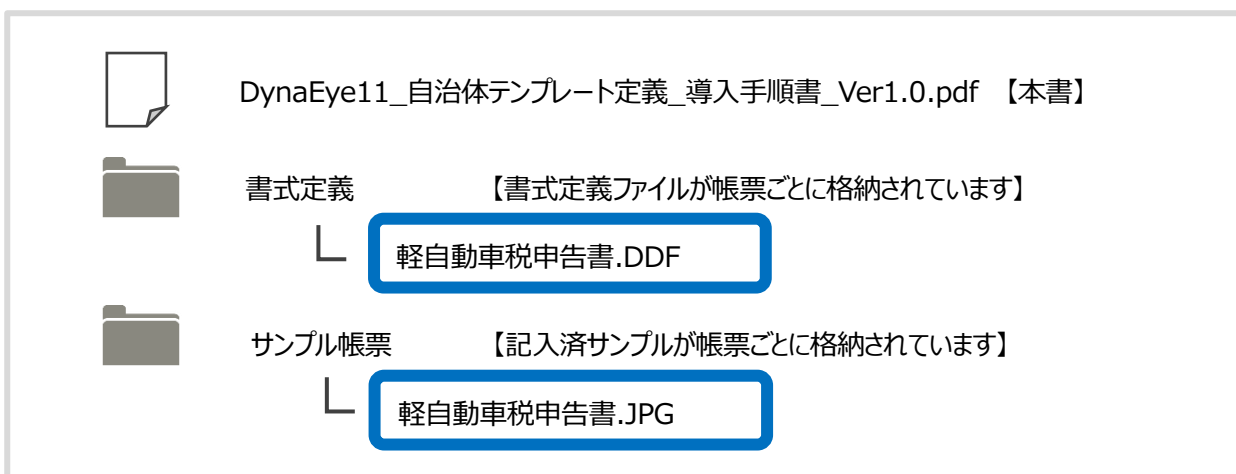 DynaEye11_自治体テンプレート定義_導入手順書_Ver1.0.pdf 【本書】
書式定義 【書式定義ファイルが帳票ごとに格納されています】
軽自動車税申告書.DDF
サンプル帳票 【記入済サンプルが帳票ごとに格納されています】
軽自動車税申告書.JPG